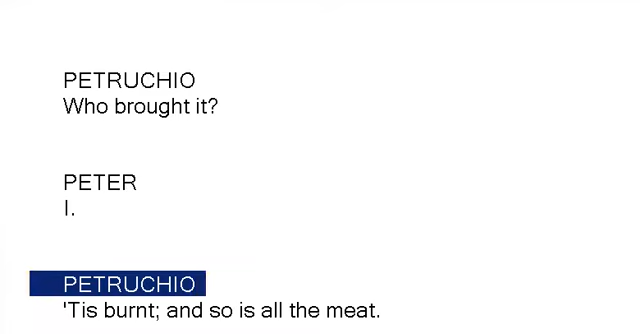 PETRUCHIO
Who brought it?
PETER
I.
PETRUCHIO
'Tis burnt; and so is all the meat.